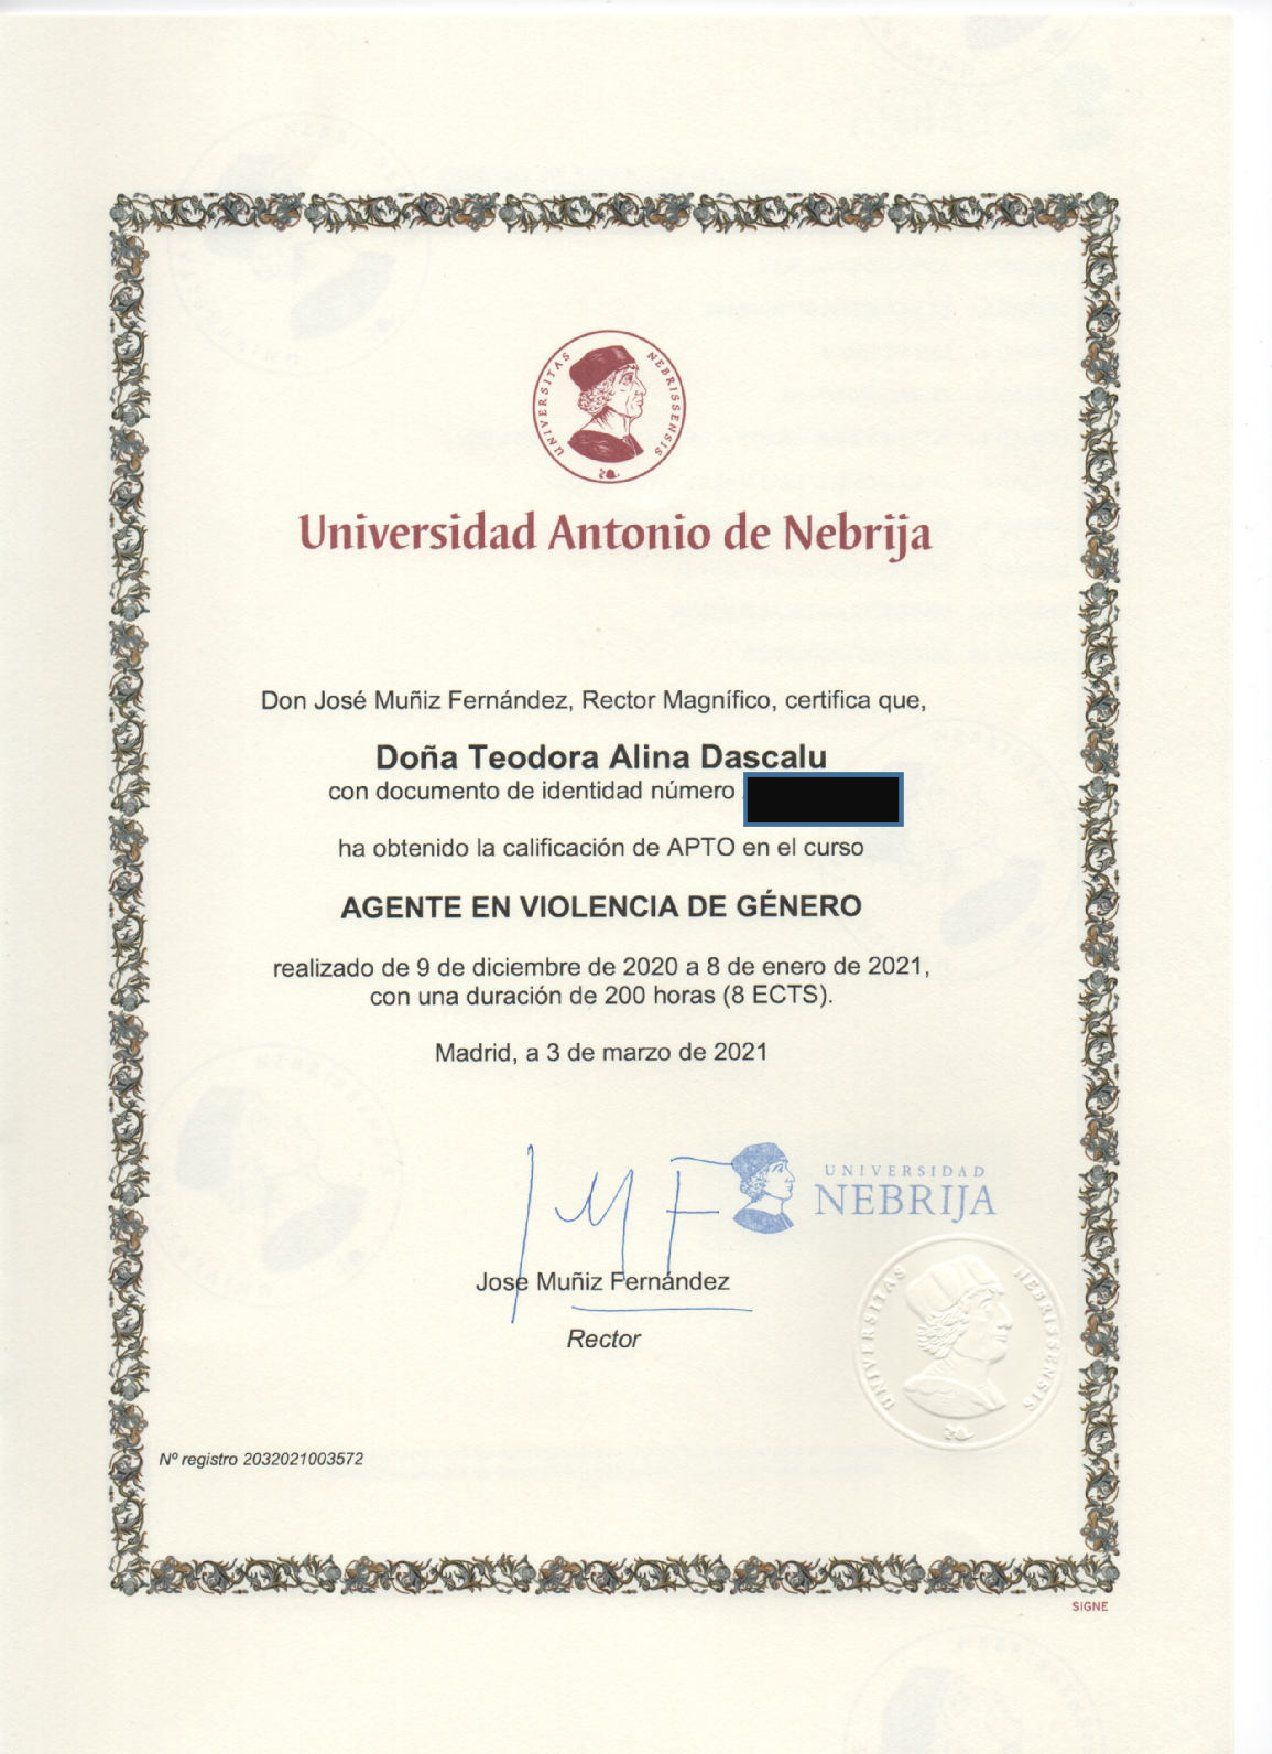 UNIVERSITAS NEBRISSENSIS
Universidad Antonio de Nebrija
Don José Muñiz Fernández, Rector Magnífico, certifica que,
Doña Teodora Alina Dascalu
con documento de identidad número
ha obtenido la calificación de APTO en el curso
AGENTE EN VIOLENCIA DE GÉNERO
realizado de 9 de diciembre de 2020 a 8 de enero de 2021,
con una duración de 200 horas (8 ECTS).
Madrid, a 3 de marzo de 2021
JMF
UNIVERSIDAD
NEBRIJA
Jose Muñiz Fernández
Rector
UNIVERSITAS NEBRISSENSIS
Nº registro 2032021003572
SIGNE